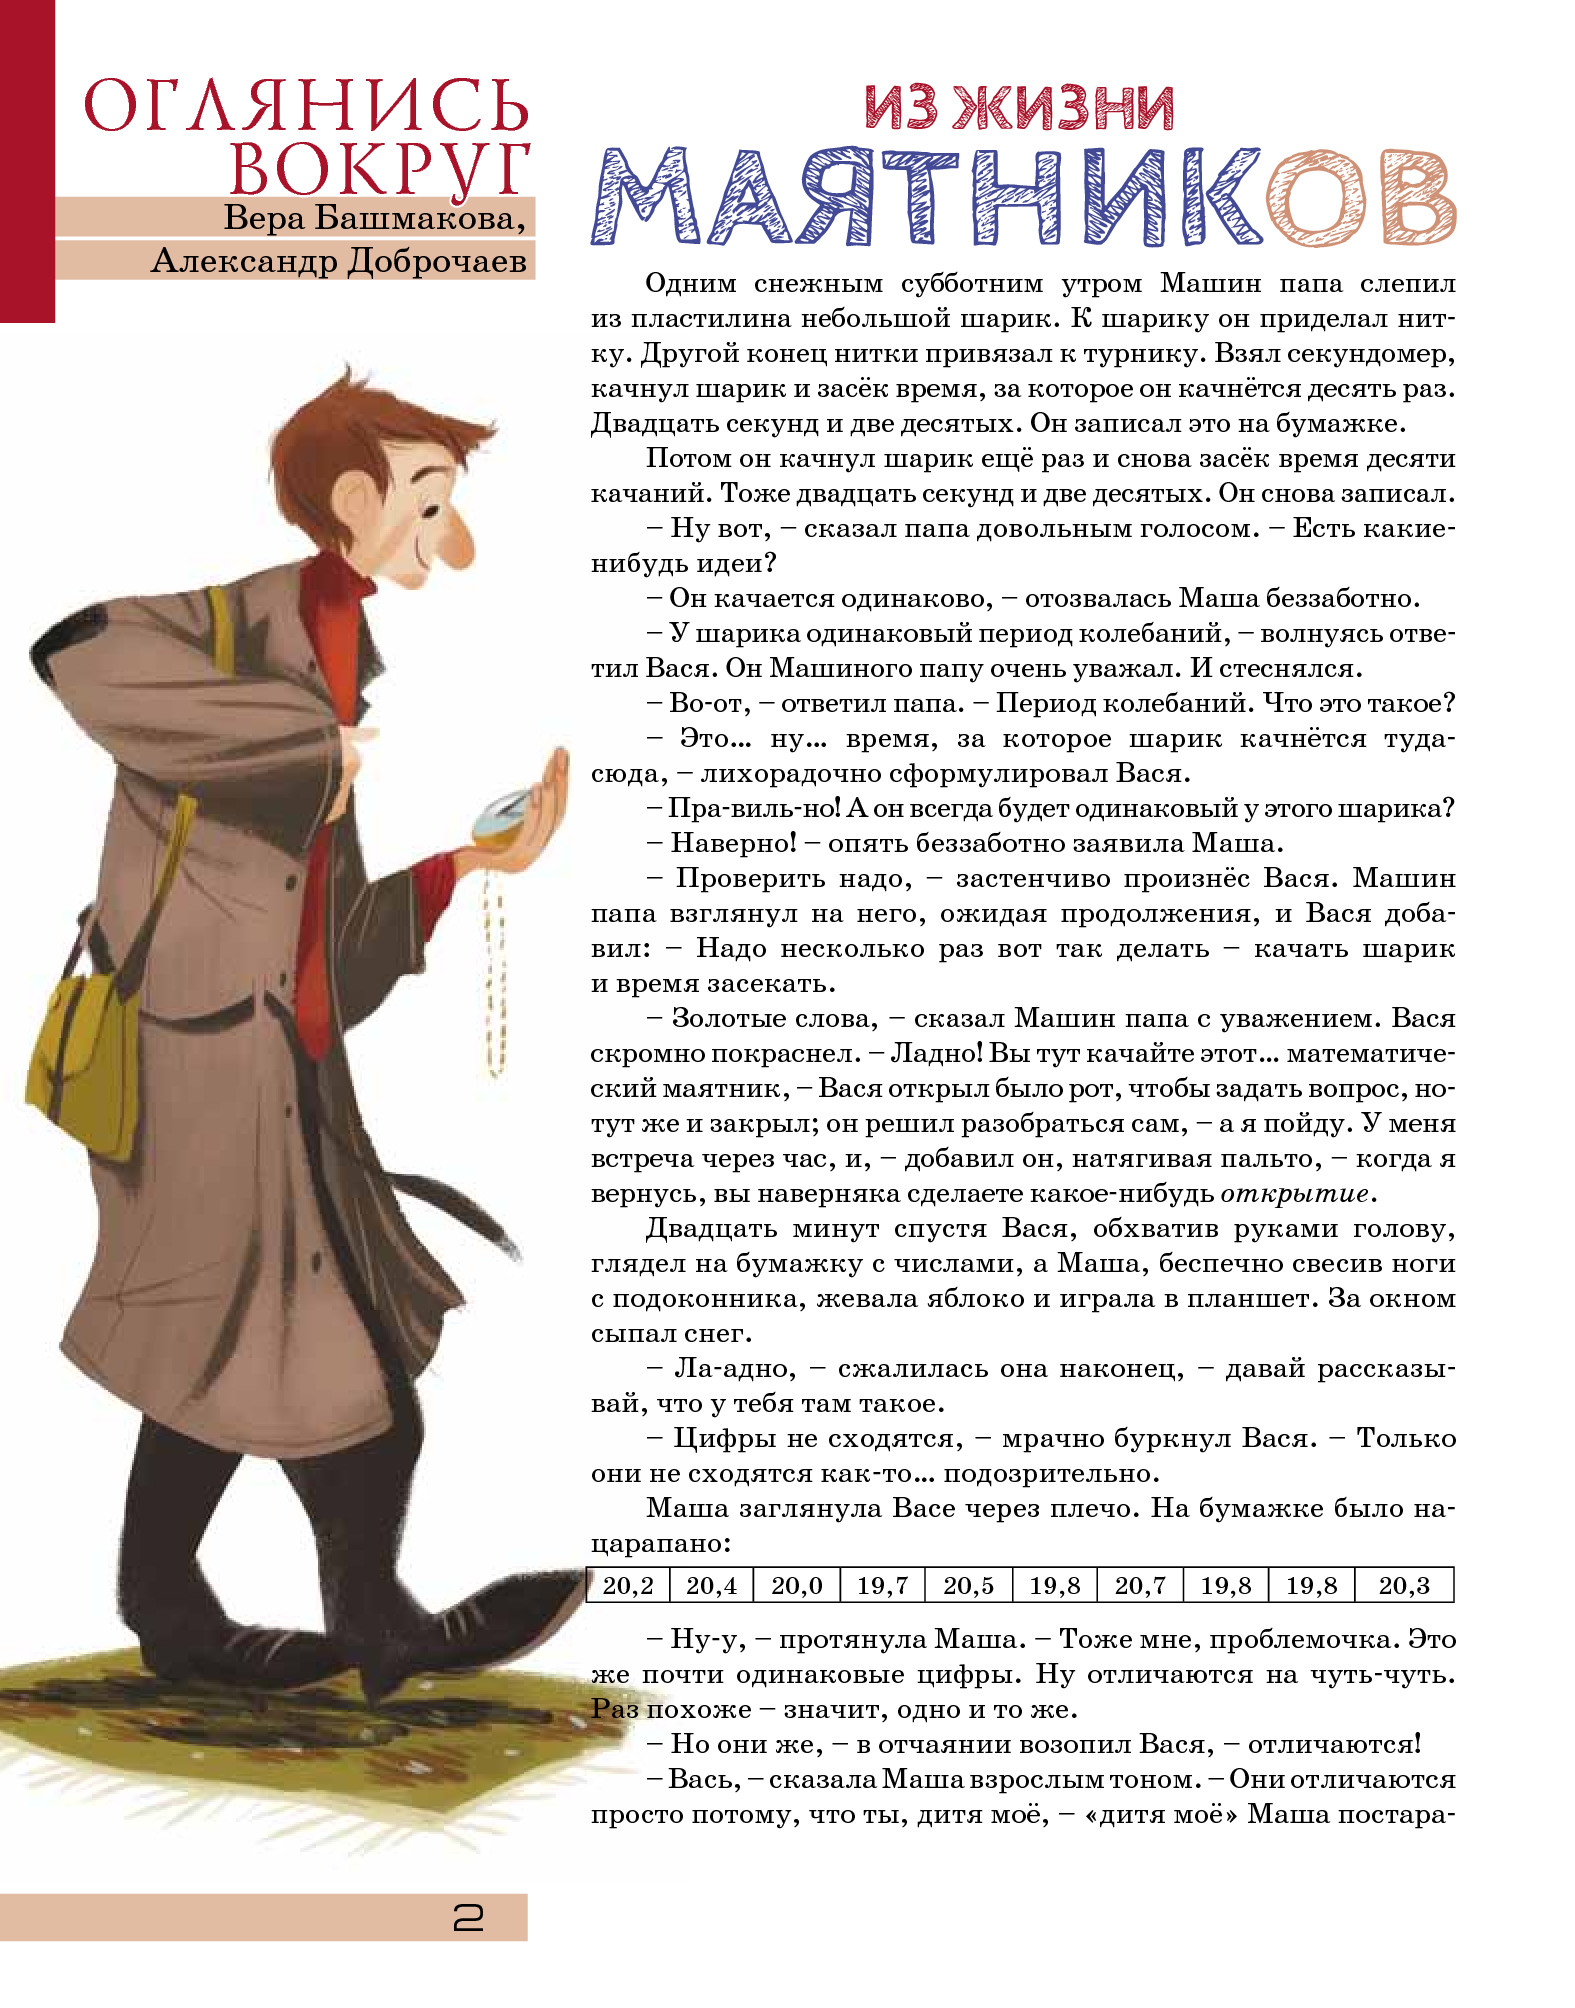 ОГЛЯНИСЬ
ВОКРУГ
Вера Башмакова,
Александр Доброчаев
ИЗ ЖИЗНИ
МАЯТНИКОВ
Одним снежным субботним утром Машин папа слепил
из пластилина небольшой шарик. К шарику он приделал нит-
ку. Другой конец нитки привязал к турнику. Взял секундомер,
качнул шарик и засёк время, за которое он качнётся десять раз.
Двадцать секунд и две десятых. Он записал это на бумажке.
Потом он качнул шарик ещё раз и снова засёк время десяти
качаний. Тоже двадцать секунд и две десятых. Он снова записал.
– Ну вот, – сказал папа довольным голосом. – Есть какие-
нибудь идеи?
– Он качается одинаково, – отозвалась Маша беззаботно.
– У шарика одинаковый период колебаний, – волнуясь отве-
тил Вася. Он Машиного папу очень уважал. И стеснялся.
– Во-от, – ответил папа. – Период колебаний. Что это такое?
– Это… ну… время, за которое шарик качнётся туда-
сюда, – лихорадочно сформулировал Вася.
– Пра-виль-но! А он всегда будет одинаковый у этого шарика?
– Наверно! – опять беззаботно заявила Маша.
– Проверить надо, – застенчиво произнёс Вася. Машин
папа взглянул на него, ожидая продолжения, и Вася доба-
вил: – Надо несколько раз вот так делать – качать шарик
и время засекать.
– Золотые слова, – сказал Машин папа с уважением. Вася
скромно покраснел. – Ладно! Вы тут качайте этот… математиче-
ский маятник, – Вася открыл было рот, чтобы задать вопрос, но-
тут же и закрыл; он решил разобраться сам, – а я пойду. У меня
встреча через час, и, – добавил он, натягивая пальто, – когда я
вернусь, вы наверняка сделаете какое-нибудь открытие.
Двадцать минут спустя Вася, обхватив руками голову,
глядел на бумажку с числами, а Маша, беспечно свесив ноги
с подоконника, жевала яблоко и играла в планшет. За окном
сыпал снег.
– Ла-адно, – сжалилась она наконец, – давай рассказы-
вай, что у тебя там такое.
– Цифры не сходятся, – мрачно буркнул Вася. – Только
они не сходятся как-то… подозрительно.
Маша заглянула Васе через плечо. На бумажке было на-
царапано:
20,2 20,4 20,0 19,7 20,5 19,8 20,7 19,8 19,8 20,3
– Ну-у, – протянула Маша. – Тоже мне, проблемочка. Это
же почти одинаковые цифры. Ну отличаются на чуть-чуть.
Раз похоже – значит, одно и то же.
– Но они же, – в отчаянии возопил Вася, – отличаются!
– Вась, – сказала Маша взрослым тоном. – Они отличаются
просто потому, что ты, дитя моё, – «дитя моё» Маша постара-
2